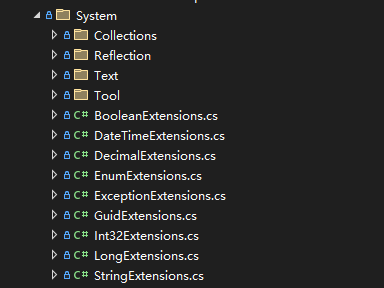 System
Collections
Reflection
Text
Tool
C# BooleanExtensions.cs
C# DateTimeExtensions.cs
C# DecimalExtensions.cs
C# EnumExtensions.cs
C# ExceptionExtensions.cs
C# GuidExtensions.cs
C# Int32Extensions.cs
C# LongExtensions.cs
C# StringExtensions.cs